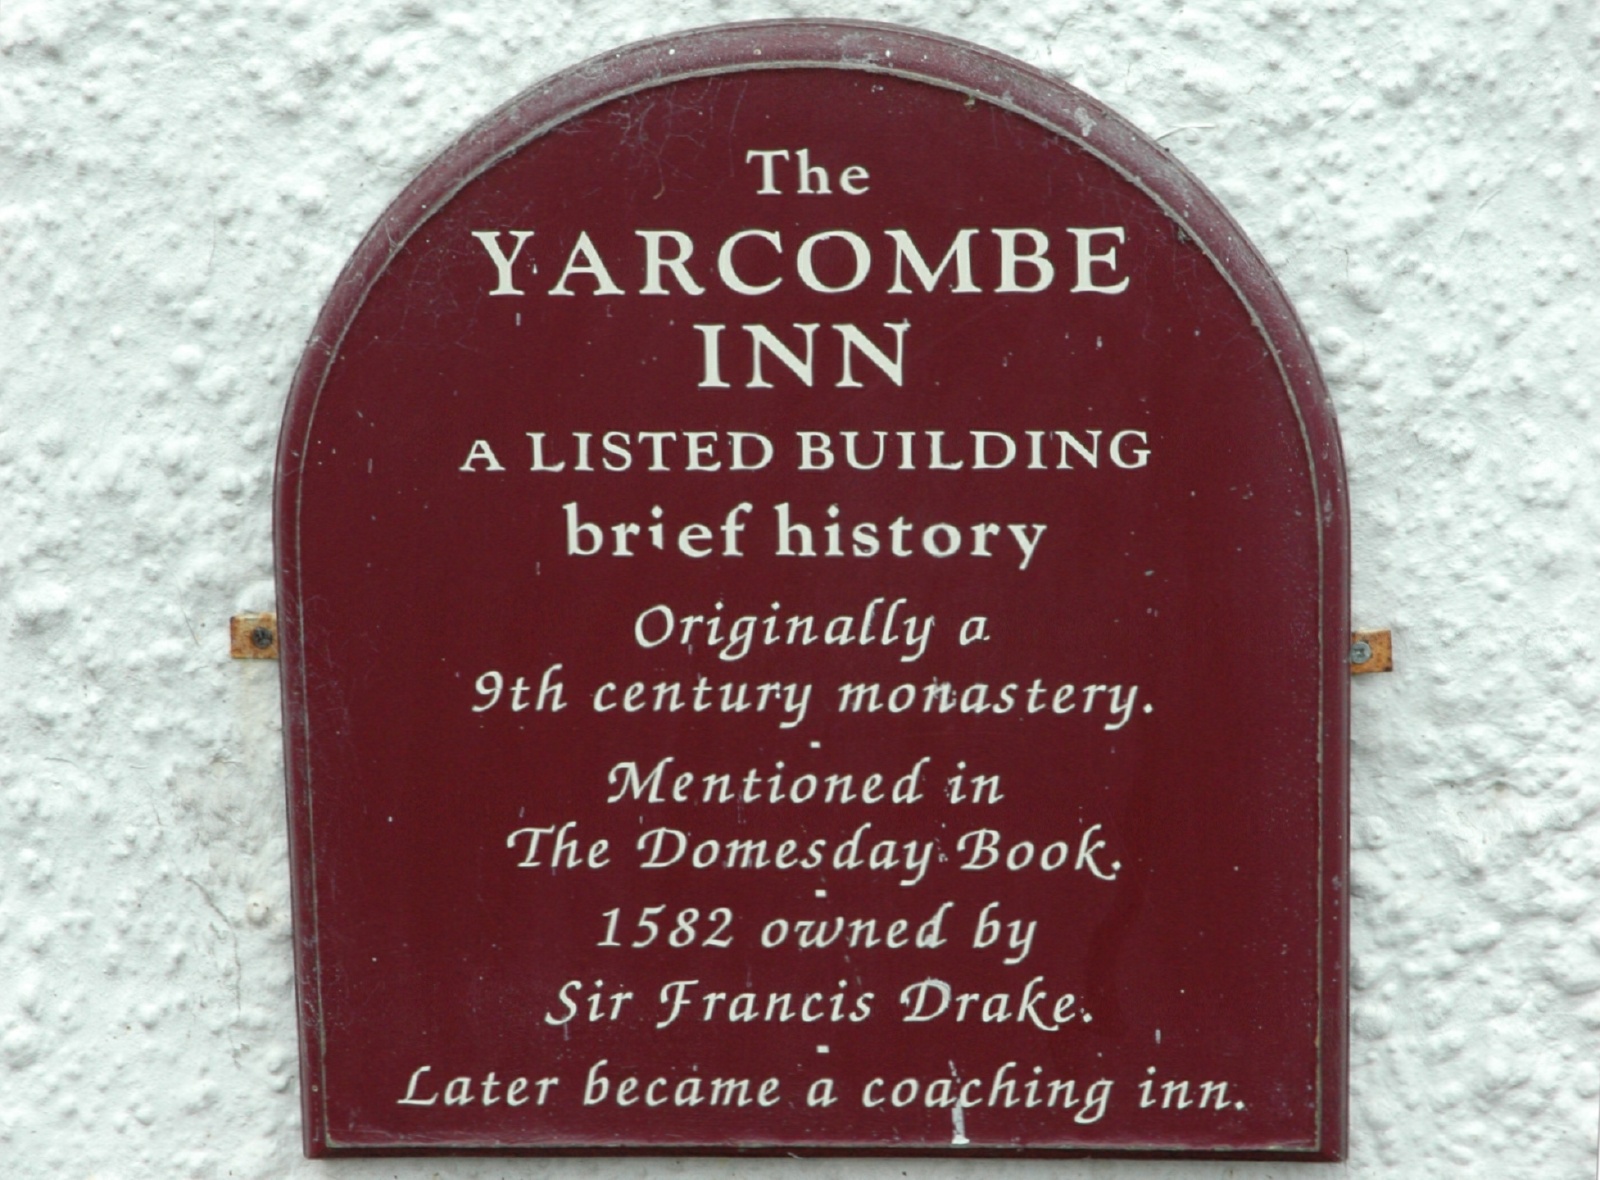 The
YARCOMBE
INN
A LISTED BUILDING
brief history
Originally a
9th century monastery.
-
Mentioned in
The Domesday Book.
-
1582 owned by
Sir Francis Drake.
-
Later became a coaching inn.